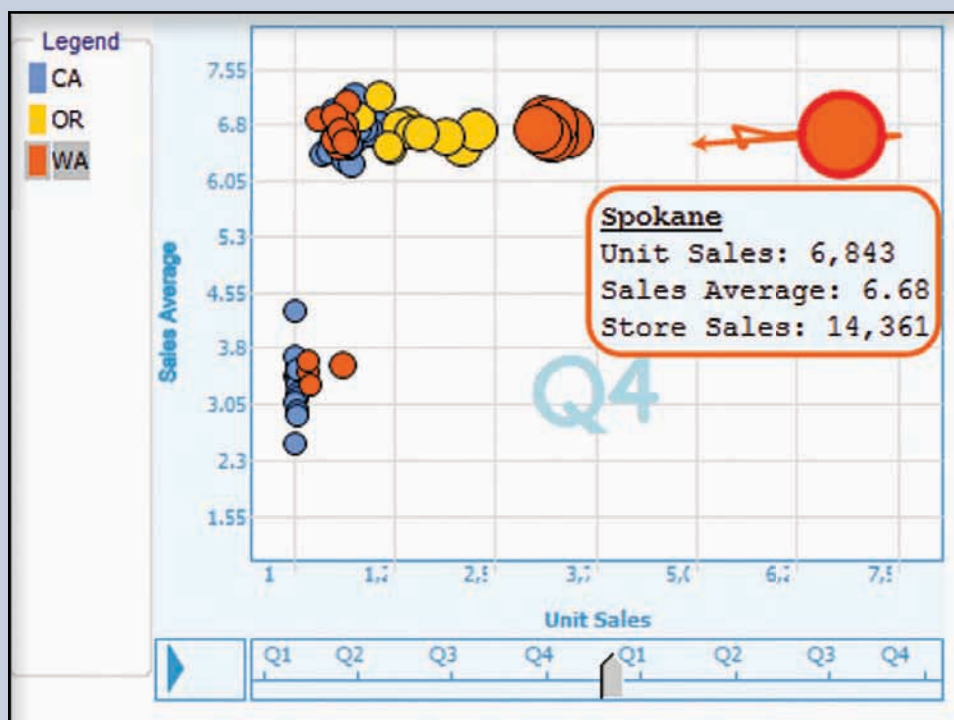 Legend
CA
OR
WA
7.55
6.8
6.05
5.3
4.55
3.8
3.05
2.3
1.55
Sales Average
Spokane
Unit Sales: 6,843
Sales Average: 6.68
Store Sales: 14,361
Q4
1
Unit Sales
Q1 Q2 Q3 Q4 Q1 Q2 Q3 Q4